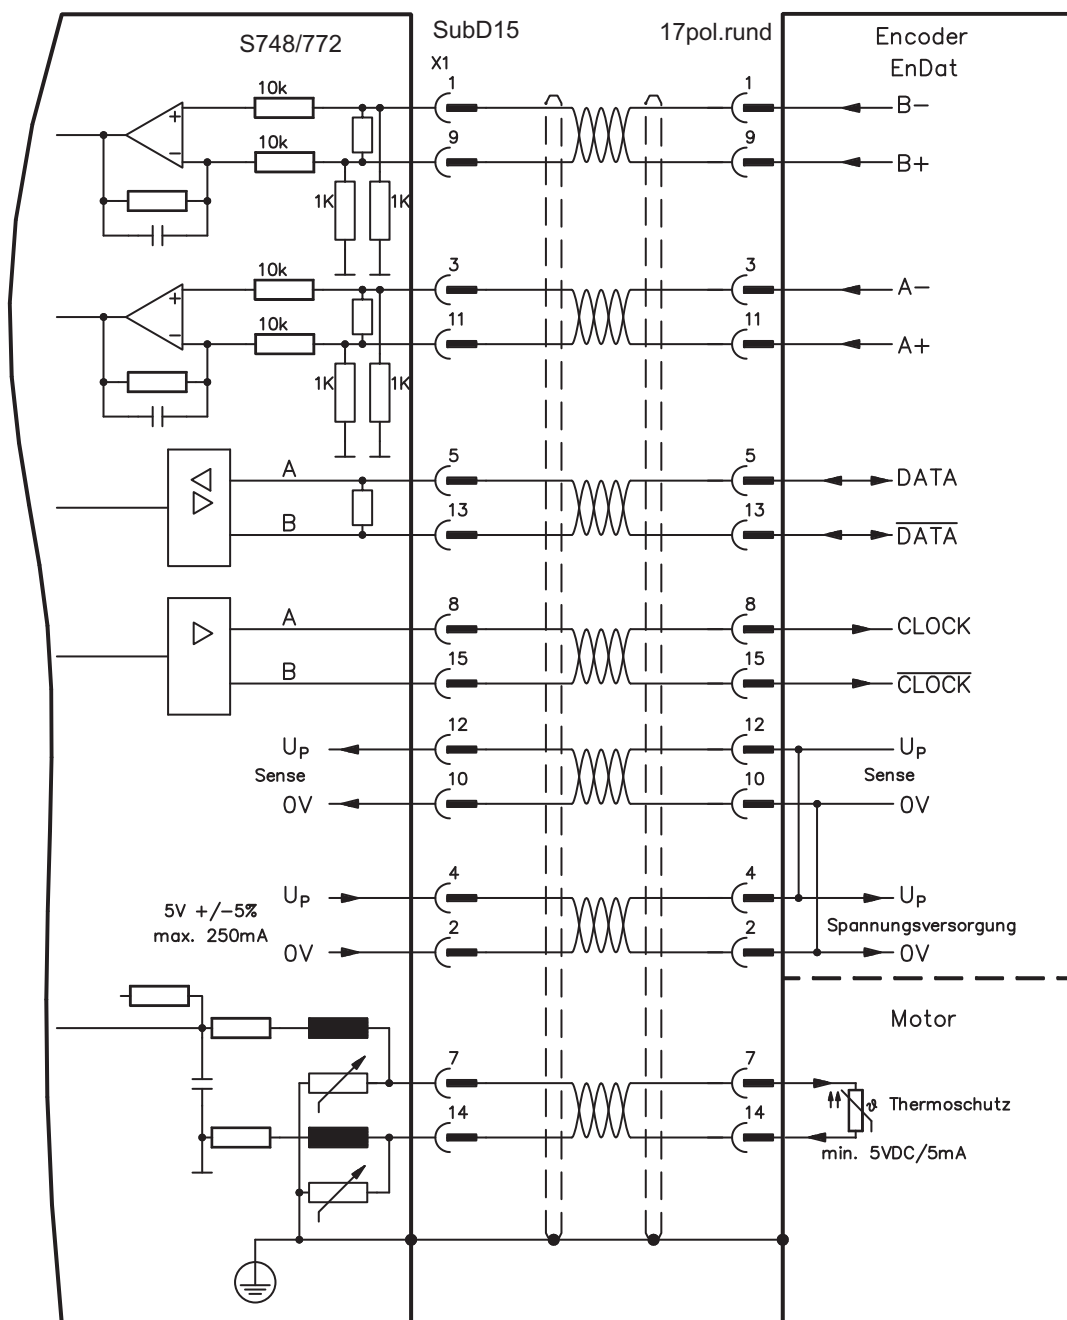 S748/772 SubD15 17pol.rund Encoder
EnDat
X1
10k 1 1 B−
+
10k 9 9 B+
−
1K 1K
10k 3 3 A−
+
10k 11 11 A+
−
1K 1K
A 5 5 DATA
B 13 13 DATA
A 8 8 CLOCK
B 15 15 CLOCK
UP 12 12 UP
Sense Sense
0V 10 10 0V
UP 4 4 UP
5V +/−5% Spannungsversorgung
max. 250mA
0V 2 2 0V
Motor
7 7
ϑ Thermoschutz
14 14
min. 5VDC/5mA